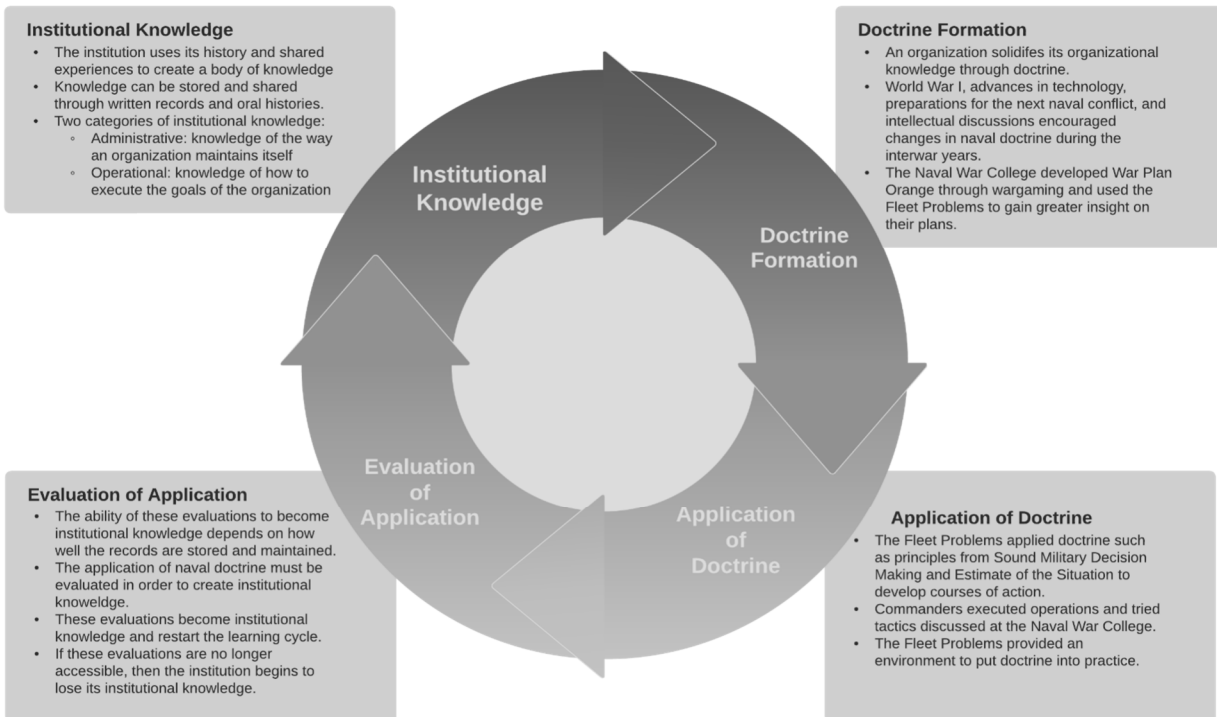 Institutional Knowledge
• The institution uses its history and shared
experiences to create a body of knowledge
• Knowledge can be stored and shared
through written records and oral histories.
• Two categories of institutional knowledge:
◦ Administrative: knowledge of the way
an organization maintains itself
◦ Operational: knowledge of how to
execute the goals of the organization
Doctrine Formation
• An organization solidifes its organizational
knowledge through doctrine.
• World War I, advances in technology,
preparations for the next naval conflict, and
intellectual discussions encouraged
changes in naval doctrine during the
interwar years.
• The Naval War College developed War Plan
Orange through wargaming and used the
Fleet Problems to gain greater insight on
their plans.
Institutional
Knowledge
Doctrine
Formation
Evaluation
of
Application
Application
of
Doctrine
Evaluation of Application
• The ability of these evaluations to become
institutional knowledge depends on how
well the records are stored and maintained.
• The application of naval doctrine must be
evaluated in order to create institutional
knoweldge.
• These evaluations become institutional
knowledge and restart the learning cycle.
• If these evaluations are no longer
accessible, then the institution begins to
lose its institutional knowledge.
Application of Doctrine
• The Fleet Problems applied doctrine such
as principles from Sound Military Decision
Making and Estimate of the Situation to
develop courses of action.
• Commanders executed operations and tried
tactics discussed at the Naval War College.
• The Fleet Problems provided an
environment to put doctrine into practice.